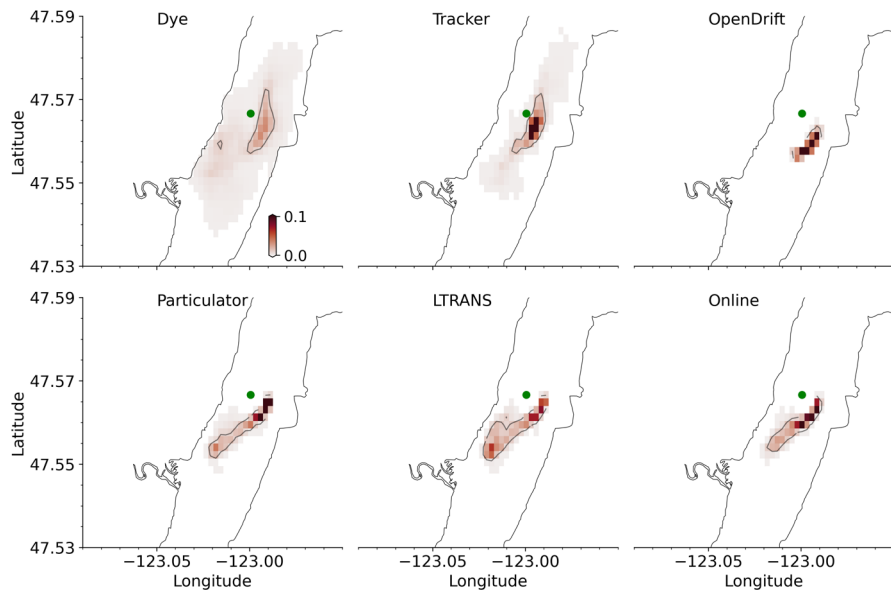 Dye
Tracker
OpenDrift
47.59
47.57
47.55
47.53
Latitude
0.1
0.0
Particulator
LTRANS
Online
47.59
47.57
47.55
47.53
Latitude
−123.05 −123.00
−123.05 −123.00
−123.05 −123.00
Longitude
Longitude
Longitude